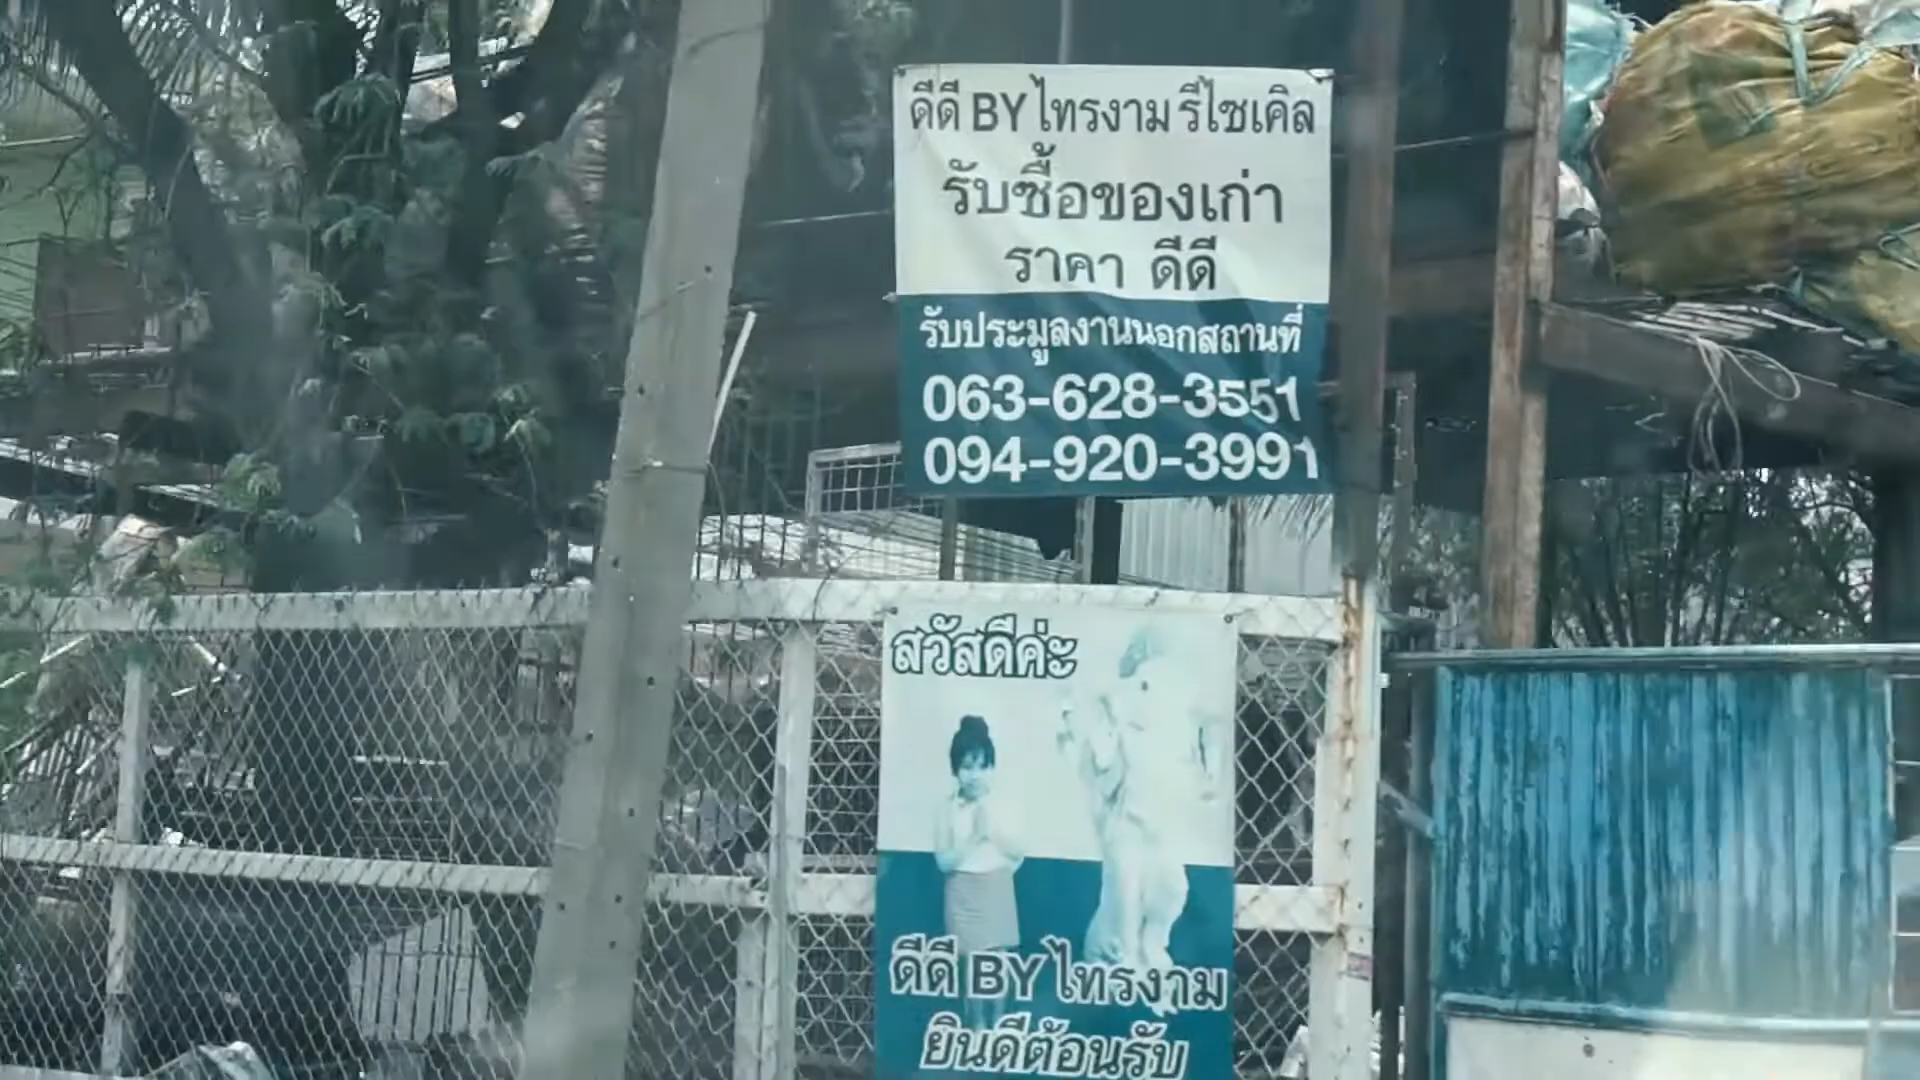 ดีดี BY ไทรงาม รีไซเคิล
รับซื้อของเก่า
ราคา ดีดี
รับประมูลงานนอกสถานที่
063-628-3551
094-920-3991
สวัสดีค่ะ
ดีดี BY ไทรงาม
ยินดีต้อนรับ